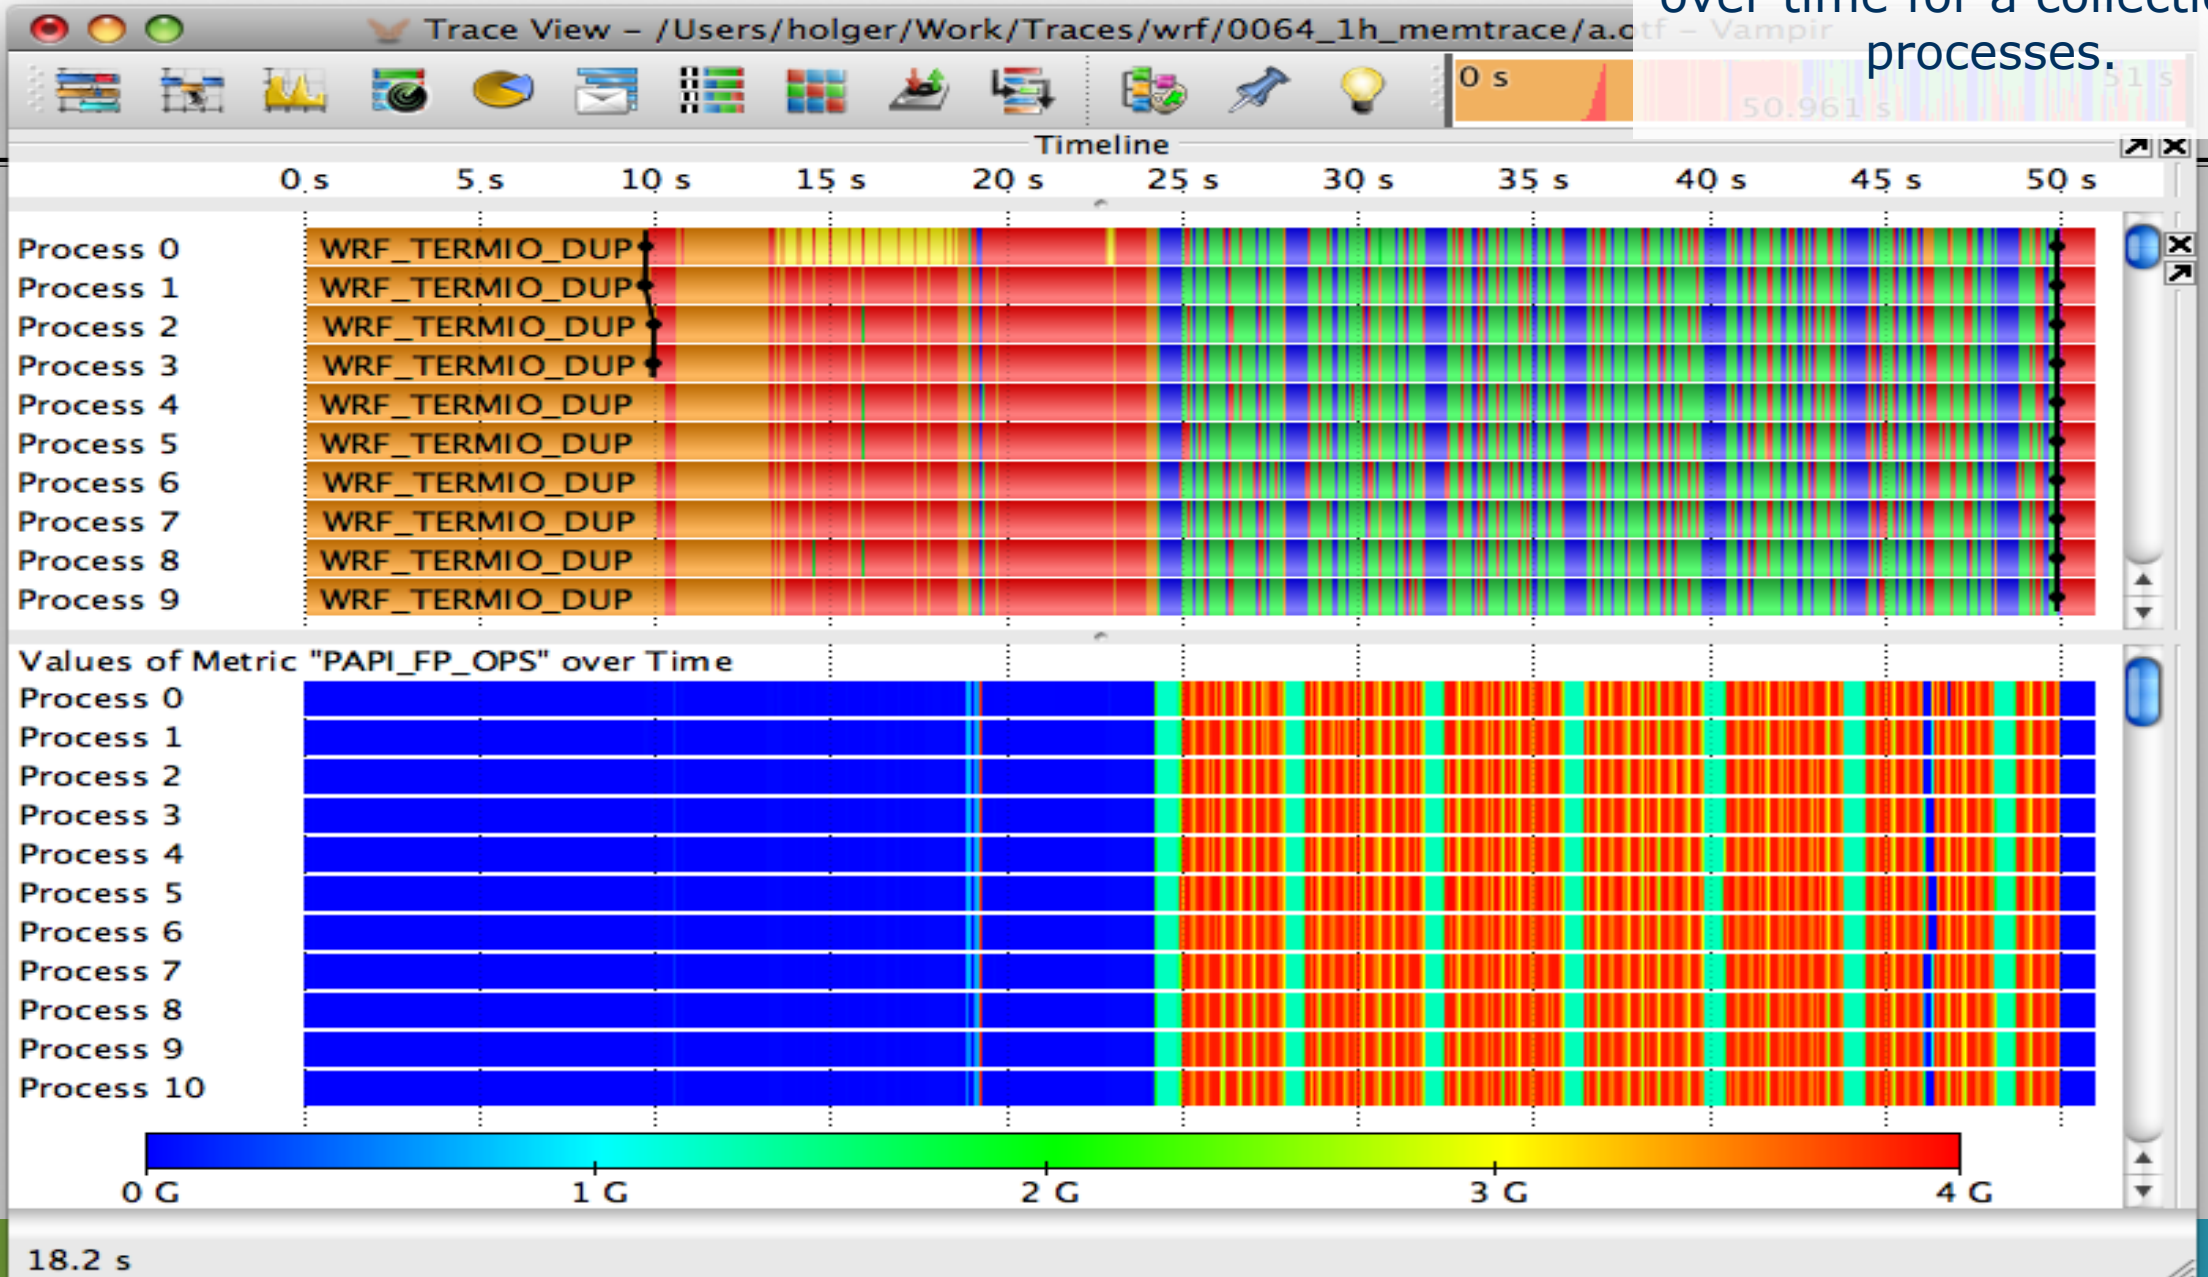 over time for a collecti
processes.
Trace View – /Users/holger/Work/Traces/wrf/0064_1h_memtrace/a.otf – Vampir
0 s
51 s
50.961 s
Timeline
0 s 5 s 10 s 15 s 20 s 25 s 30 s 35 s 40 s 45 s 50 s
Process 0 WRF_TERMIO_DUP
Process 1 WRF_TERMIO_DUP
Process 2 WRF_TERMIO_DUP
Process 3 WRF_TERMIO_DUP
Process 4 WRF_TERMIO_DUP
Process 5 WRF_TERMIO_DUP
Process 6 WRF_TERMIO_DUP
Process 7 WRF_TERMIO_DUP
Process 8 WRF_TERMIO_DUP
Process 9 WRF_TERMIO_DUP
Values of Metric "PAPI_FP_OPS" over Time
Process 0
Process 1
Process 2
Process 3
Process 4
Process 5
Process 6
Process 7
Process 8
Process 9
Process 10
0 G 1 G 2 G 3 G 4 G
18.2 s